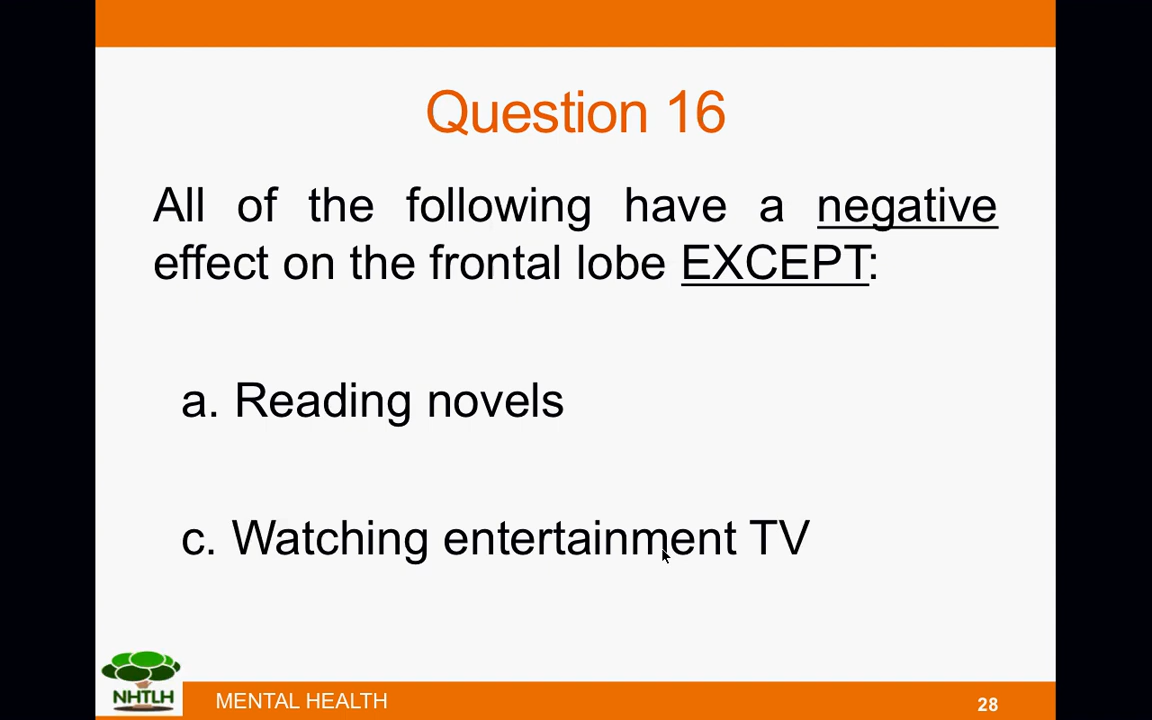 Question 16
All of the following have a negative
effect on the frontal lobe EXCEPT:
a. Reading novels
c. Watching entertainment TV
NHTLH
MENTAL HEALTH
28